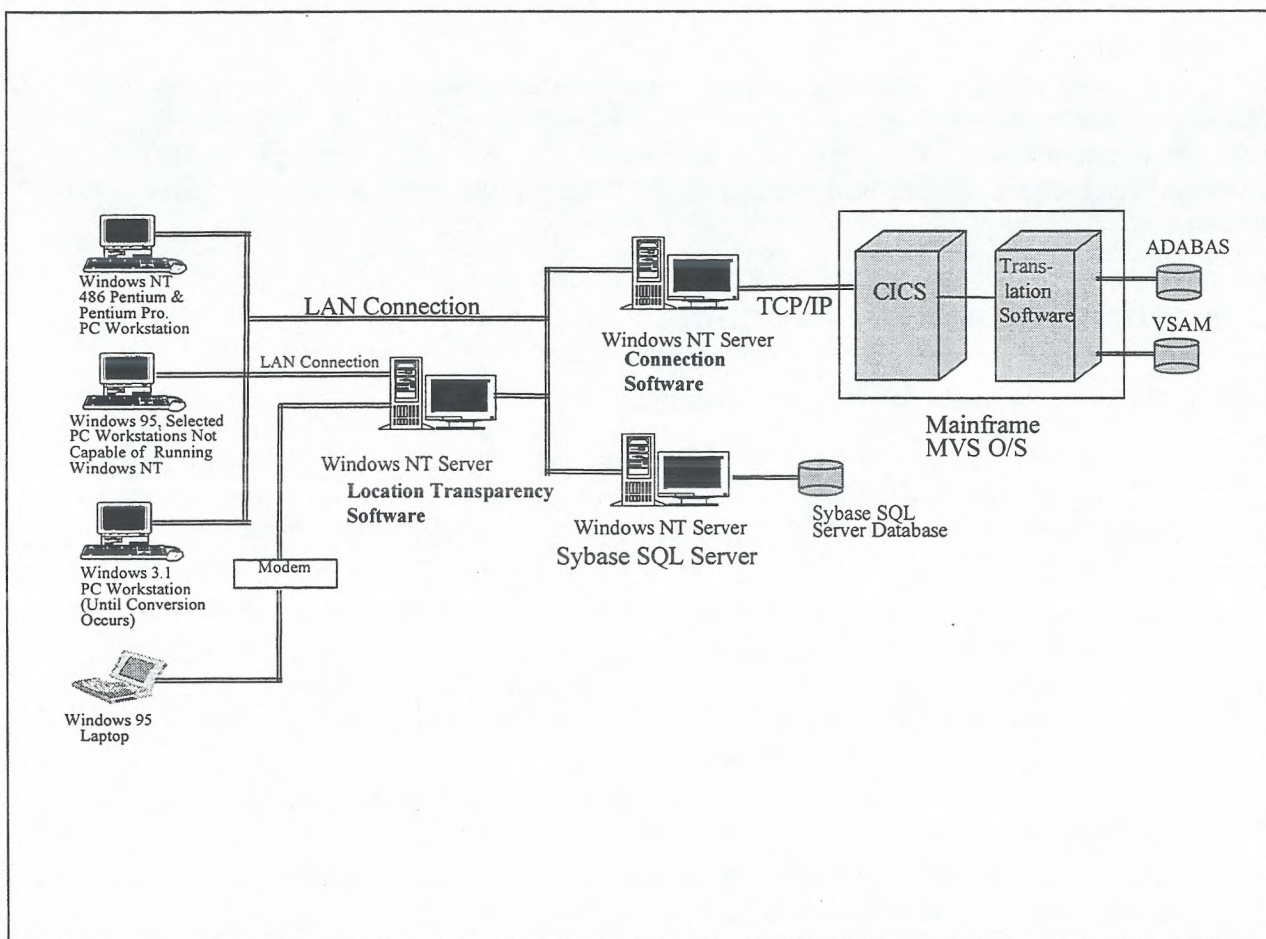 Windows NT
486 Pentium &
Pentium Pro.
PC Workstation
LAN Connection
LAN Connection
Windows 95, Selected
PC Workstations Not
Capable of Running
Windows NT
Windows 3.1
PC Workstation
(Until Conversion
Occurs)
Windows 95
Laptop
Modem
Windows NT Server
Location Transparency
Software
Windows NT Server
Connection
Software
TCP/IP
CICS
Trans-
lation
Software
ADABAS
VSAM
Mainframe
MVS O/S
Windows NT Server
Sybase SQL Server
Sybase SQL
Server Database